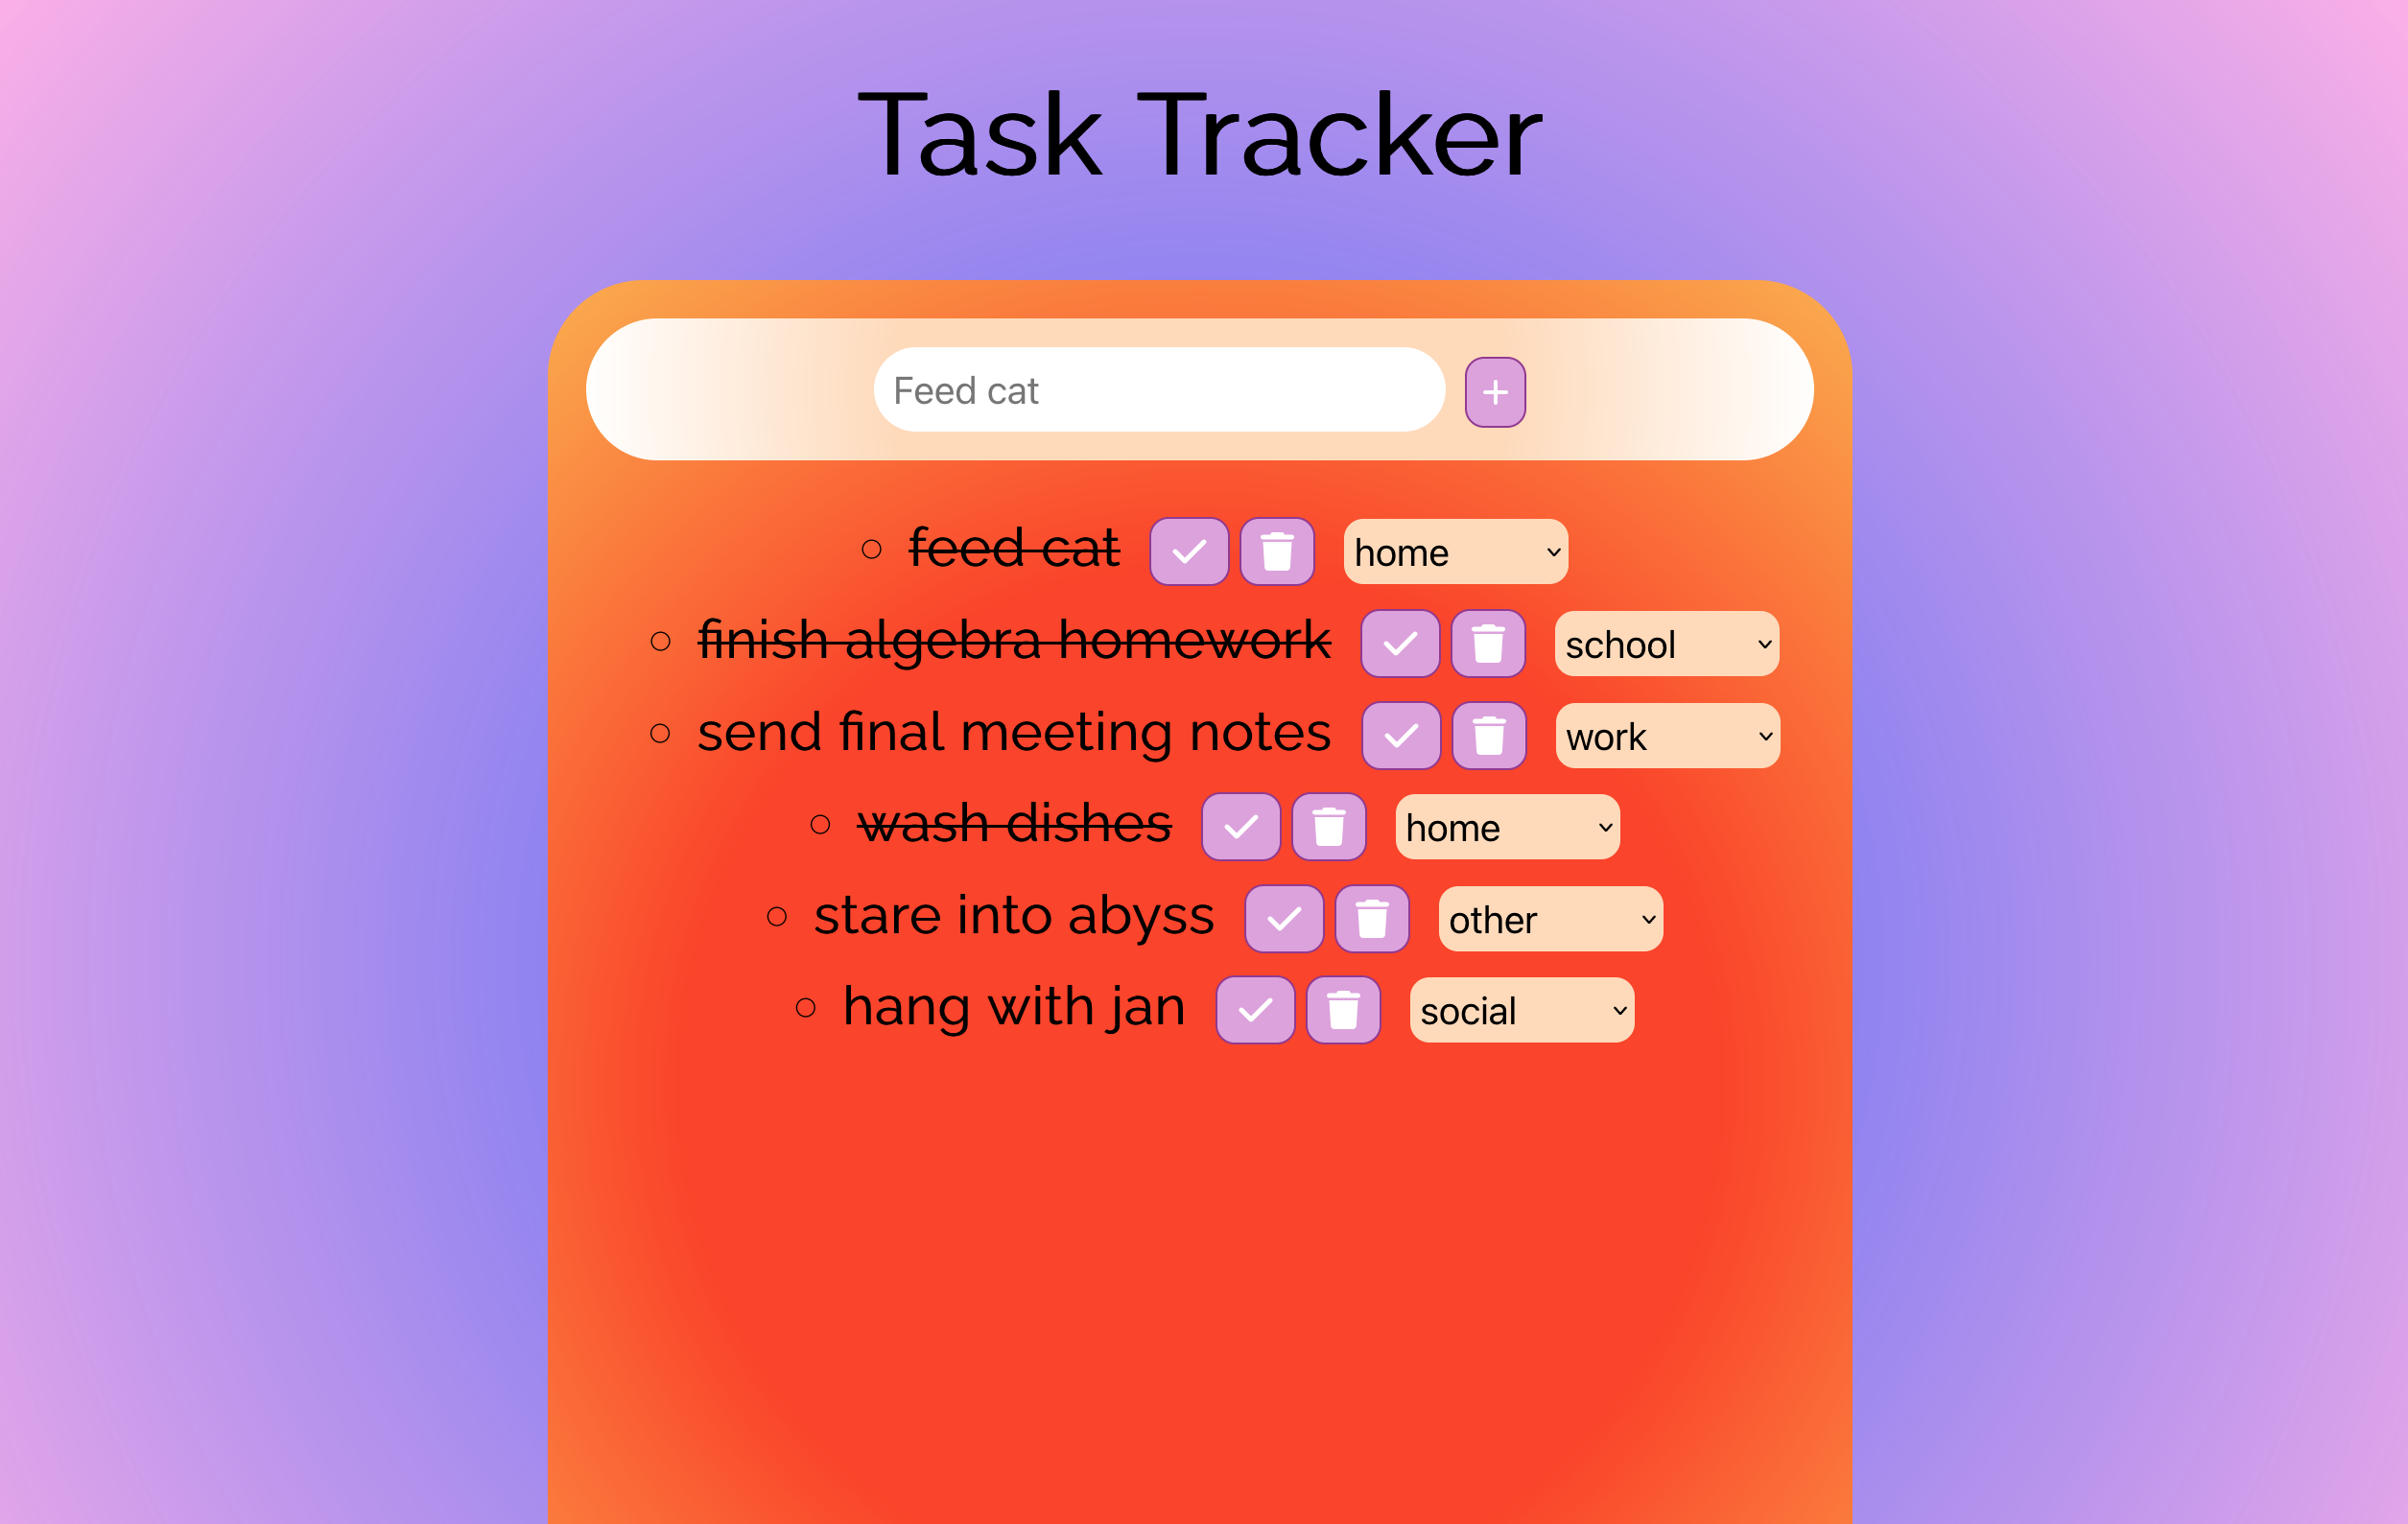 Task Tracker
Feed cat
feed cat home
finish algebra homework school
send final meeting notes work
wash dishes home
stare into abyss other
hang with jan social